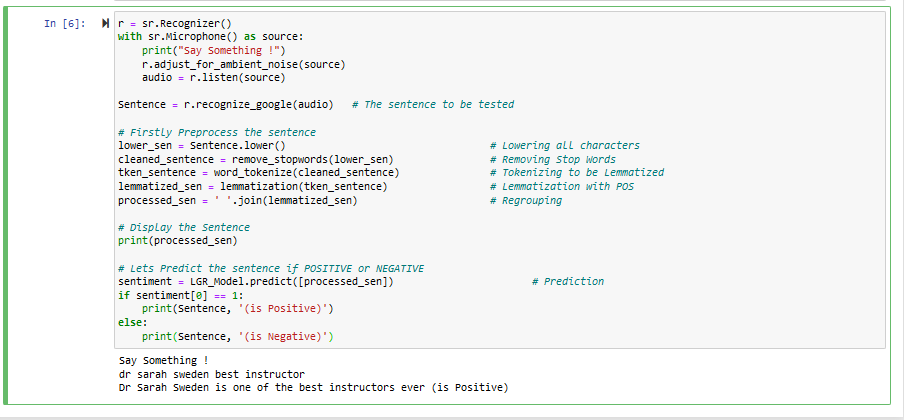 In [6]: r = sr.Recognizer()
with sr.Microphone() as source:
    print("Say Something !")
    r.adjust_for_ambient_noise(source)
    audio = r.listen(source)
Sentence = r.recognize_google(audio)   # The sentence to be tested
# Firstly Preprocess the sentence
lower_sen = Sentence.lower()   # Lowering all characters
cleaned_sentence = remove_stopwords(lower_sen)   # Removing Stop Words
tken_sentence = word_tokenize(cleaned_sentence)   # Tokenizing to be Lemmatized
lemmatized_sen = lemmatization(tken_sentence)   # Lemmatization with POS
processed_sen = ' '.join(lemmatized_sen)   # Regrouping
# Display the Sentence
print(processed_sen)
# Lets Predict the sentence if POSITIVE or NEGATIVE
sentiment = LGR_Model.predict([processed_sen])   # Prediction
if sentiment[0] == 1:
    print(Sentence, '(is Positive)')
else:
    print(Sentence, '(is Negative)')
Say Something !
dr sarah sweden best instructor
Dr Sarah Sweden is one of the best instructors ever (is Positive)